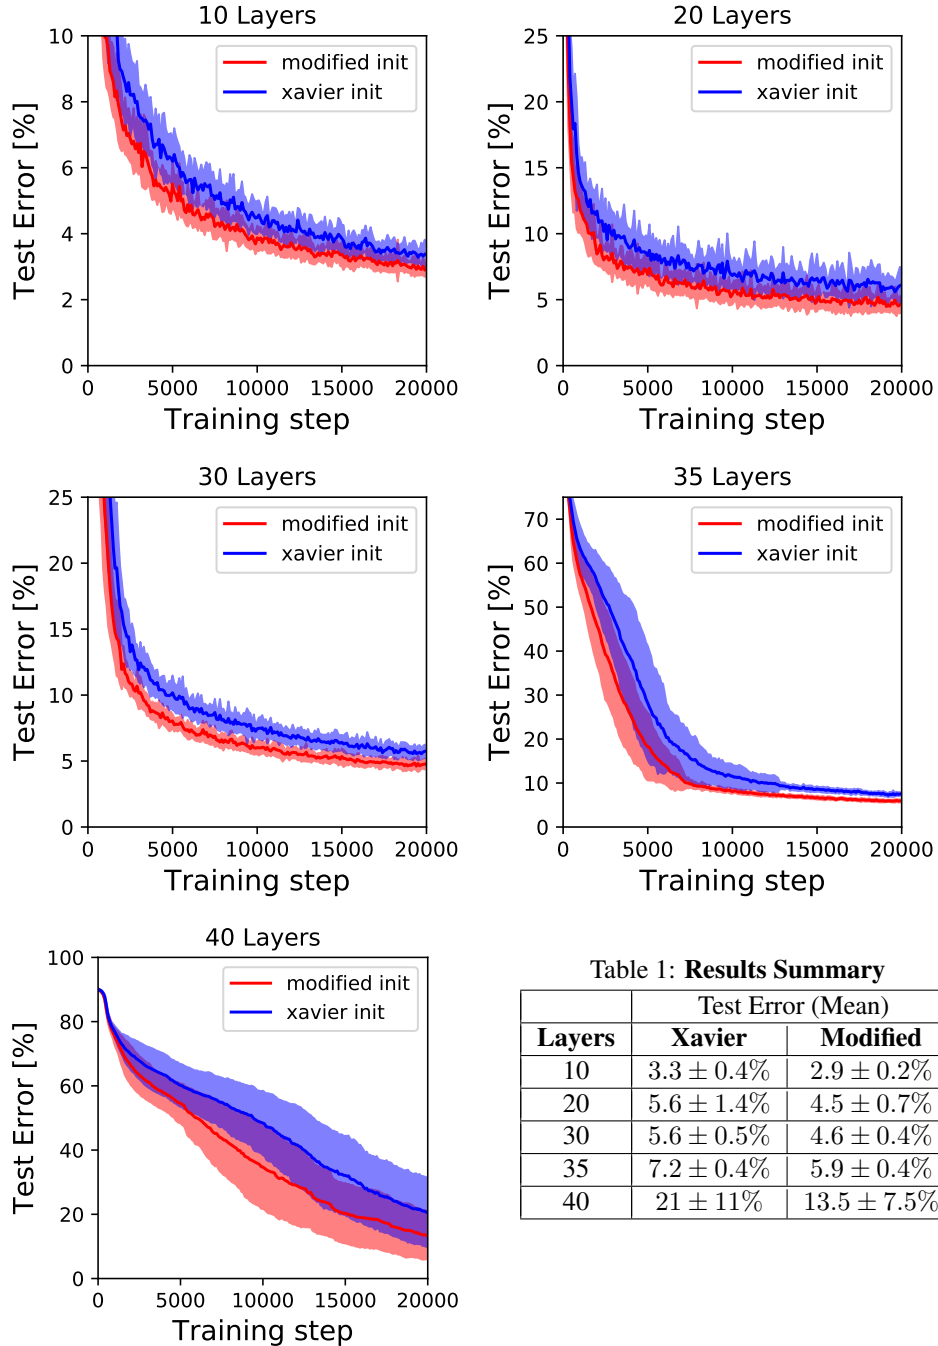 10 Layers
Test Error [%]
10
8
6
4
2
0
modified init
xavier init
0 5000 10000 15000 20000
Training step
20 Layers
Test Error [%]
25
20
15
10
5
0
modified init
xavier init
0 5000 10000 15000 20000
Training step
30 Layers
Test Error [%]
25
20
15
10
5
0
modified init
xavier init
0 5000 10000 15000 20000
Training step
35 Layers
Test Error [%]
70
60
50
40
30
20
10
0
modified init
xavier init
0 5000 10000 15000 20000
Training step
40 Layers
Test Error [%]
100
80
60
40
20
0
modified init
xavier init
0 5000 10000 15000 20000
Training step
Table 1: Results Summary
Test Error (Mean)
Layers Xavier Modified
10 3.3 ± 0.4% 2.9 ± 0.2%
20 5.6 ± 1.4% 4.5 ± 0.7%
30 5.6 ± 0.5% 4.6 ± 0.4%
35 7.2 ± 0.4% 5.9 ± 0.4%
40 21 ± 11% 13.5 ± 7.5%